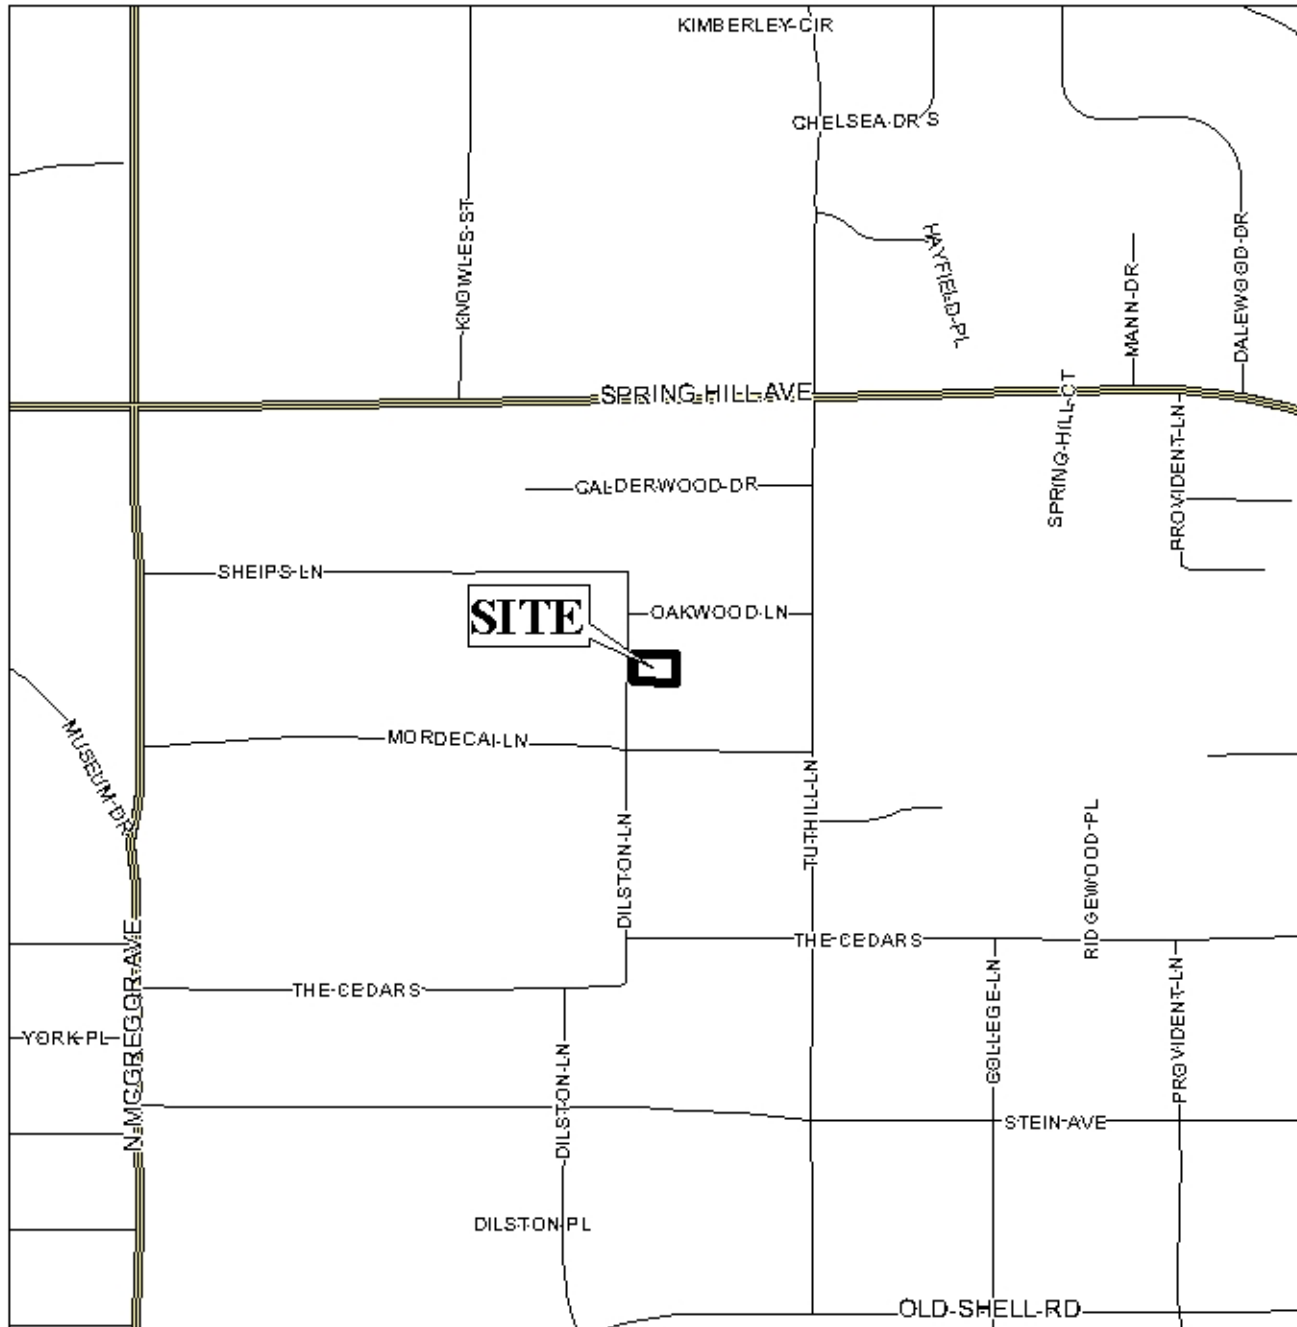 KIMBERLEY CIR
CHELSEA DR S
KNOWLES ST
HAYFIELD PL
MANN DR
DALEWOOD DR
SPRING HILL AVE
SPRING HILL CT
PROVIDENT LN
CALDERWOOD DR
SHEIPS LN
SITE
OAKWOOD LN
MUSEUM DR
MORDECAI LN
TUTHILL LN
DILSTON LN
RIDGEWOOD PL
THE CEDARS
N MCGREGOR AVE
THE CEDARS
COLLEGE LN
PROVIDENT LN
YORK PL
DILSTON LN
STEIN AVE
DILSTON PL
OLD SHELL RD